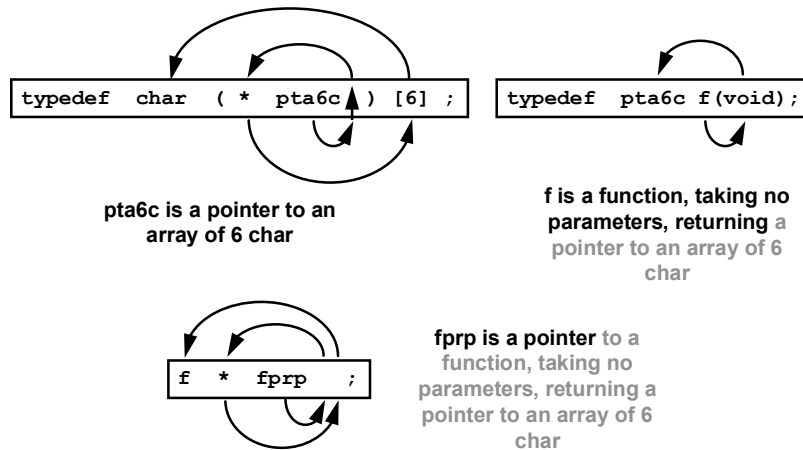 typedef char ( * pta6c ) [6] ;
typedef pta6c f(void);
pta6c is a pointer to an
array of 6 char
f is a function, taking no
parameters, returning a
pointer to an array of 6
char
f * fprp ;
fprp is a pointer to a
function, taking no
parameters, returning a
pointer to an array of 6
char